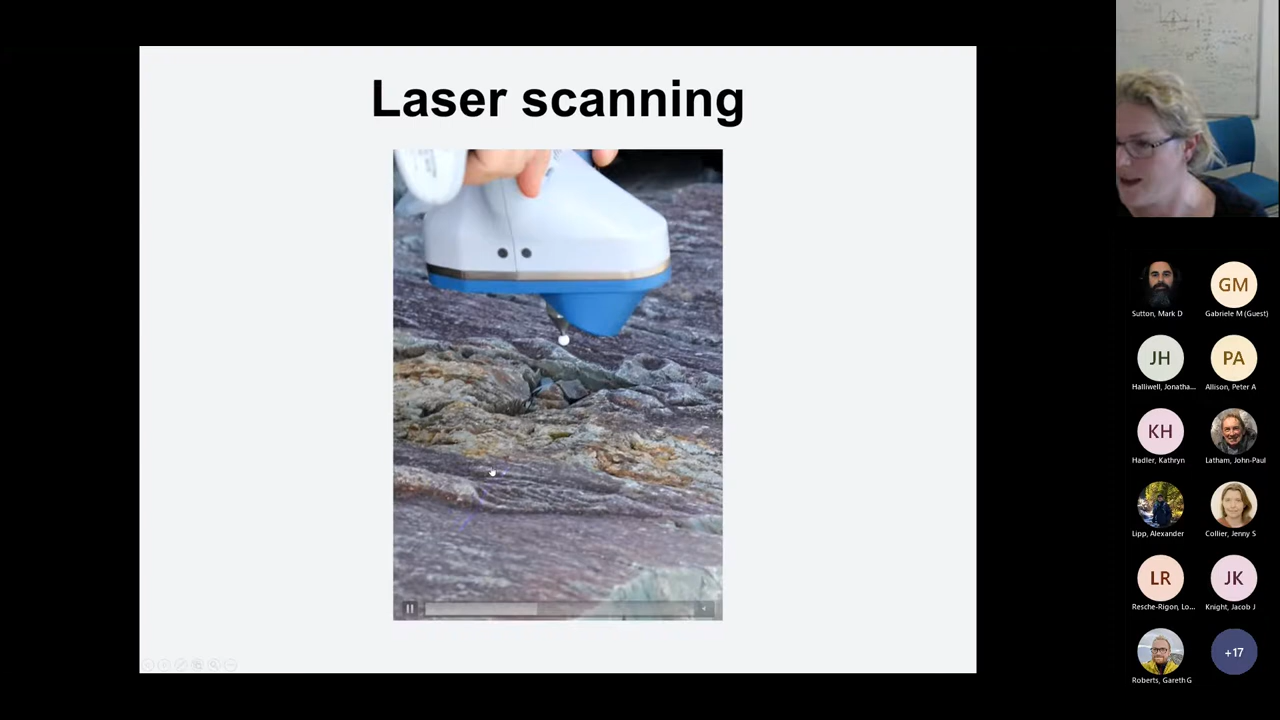 Laser scanning
Sutton, Mark D
GM
Gabriele M (Guest)
JH
Halliwell, Jonatha...
PA
Allison, Peter A
KH
Hadler, Kathryn
Latham, John-Paul
Lipp, Alexander
Collier, Jenny S
LR
Resche-Rigon, Lo...
JK
Knight, Jacob J
Roberts, Gareth G
+17